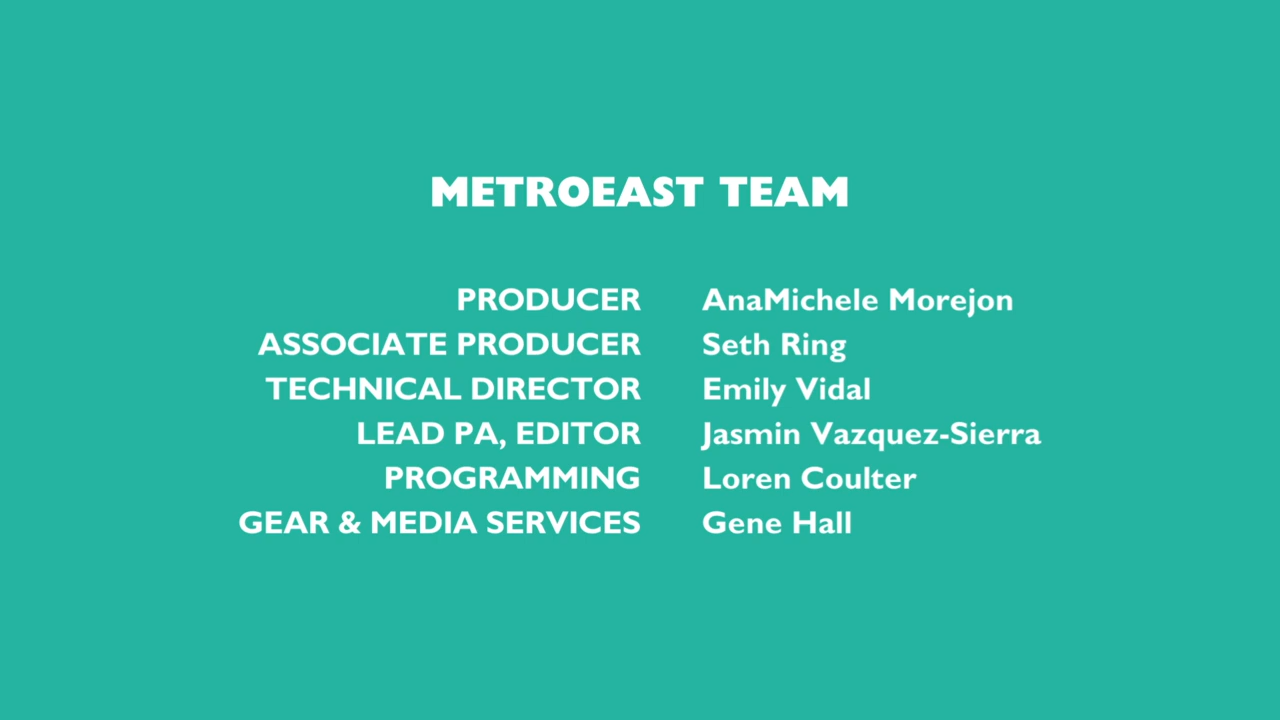 METROEAST TEAM
PRODUCER AnaMichele Morejon
ASSOCIATE PRODUCER Seth Ring
TECHNICAL DIRECTOR Emily Vidal
LEAD PA, EDITOR Jasmin Vazquez-Sierra
PROGRAMMING Loren Coulter
GEAR & MEDIA SERVICES Gene Hall